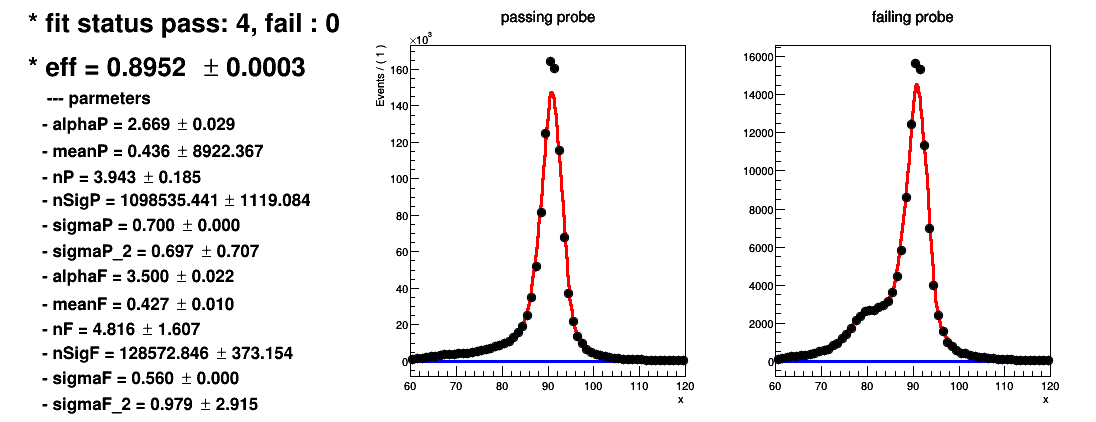 * fit status pass: 4, fail : 0
* eff = 0.8952 ± 0.0003
--- parmeters
- alphaP = 2.669 ± 0.029
- meanP = 0.436 ± 8922.367
- nP = 3.943 ± 0.185
- nSigP = 1098535.441 ± 1119.084
- sigmaP = 0.700 ± 0.000
- sigmaP_2 = 0.697 ± 0.707
- alphaF = 3.500 ± 0.022
- meanF = 0.427 ± 0.010
- nF = 4.816 ± 1.607
- nSigF = 128572.846 ± 373.154
- sigmaF = 0.560 ± 0.000
- sigmaF_2 = 0.979 ± 2.915
passing probe
×10³
Events / ( 1 )
160
140
120
100
80
60
40
20
0
60 70 80 90 100 110 120
x
failing probe
16000
14000
12000
10000
8000
6000
4000
2000
0
60 70 80 90 100 110 120
x